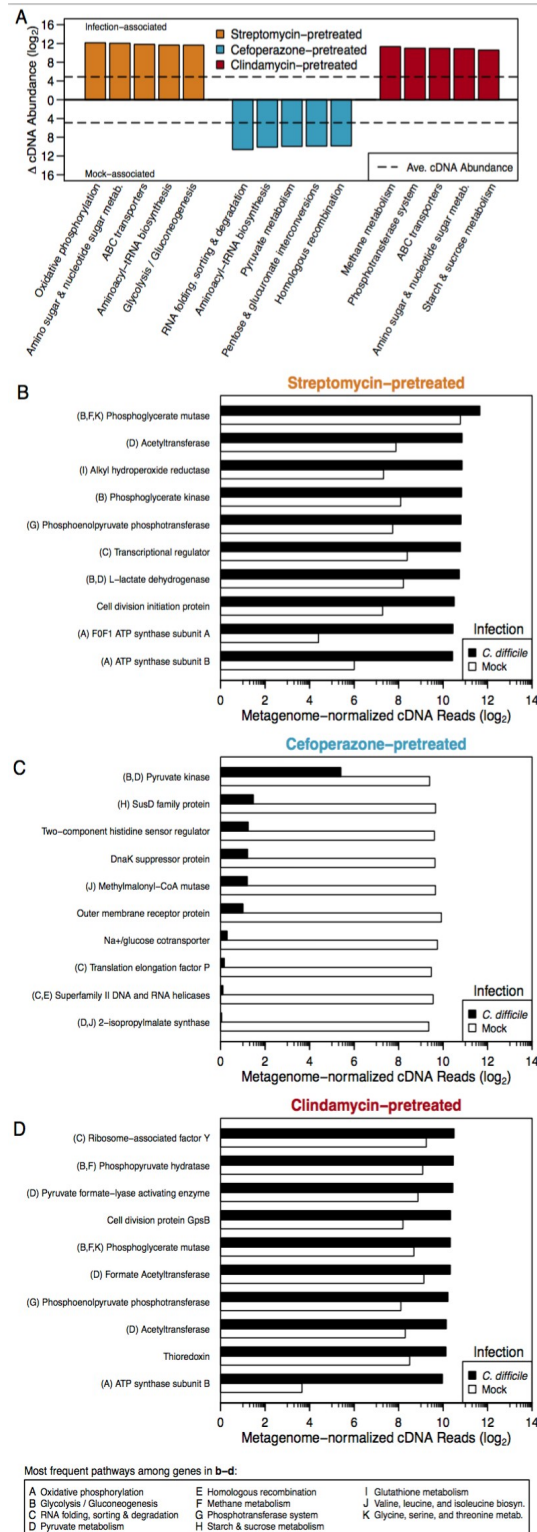 A
Δ cDNA Abundance (log2)
16
12
8
4
0
4
8
12
16
Infection−associated
Mock−associated
Streptomycin−pretreated
Cefoperazone−pretreated
Clindamycin−pretreated
Ave. cDNA Abundance
Oxidative phosphorylation
Amino sugar & nucleotide sugar metab.
ABC transporters
Aminoacyl−tRNA biosynthesis
Glycolysis / Gluconeogenesis
RNA folding, sorting & degradation
Aminoacyl−tRNA biosynthesis
Pyruvate metabolism
Pentose & glucuronate interconversions
Homologous recombination
Methane metabolism
Phosphotransferase system
ABC transporters
Amino sugar & nucleotide sugar metab.
Starch & sucrose metabolism
B
Streptomycin−pretreated
(B,F,K) Phosphoglycerate mutase
(D) Acetyltransferase
(I) Alkyl hydroperoxide reductase
(B) Phosphoglycerate kinase
(G) Phosphoenolpyruvate phosphotransferase
(C) Transcriptional regulator
(B,D) L−lactate dehydrogenase
Cell division initiation protein
(A) F0F1 ATP synthase subunit A
(A) ATP synthase subunit B
Infection
C. difficile
Mock
0 2 4 6 8 10 12 14
Metagenome−normalized cDNA Reads (log2)
C
Cefoperazone−pretreated
(B,D) Pyruvate kinase
(H) SusD family protein
Two−component histidine sensor regulator
DnaK suppressor protein
(J) Methylmalonyl−CoA mutase
Outer membrane receptor protein
Na+/glucose cotransporter
(C) Translation elongation factor P
(C,E) Superfamily II DNA and RNA helicases
(D,J) 2−isopropylmalate synthase
Infection
C. difficile
Mock
0 2 4 6 8 10 12 14
Metagenome−normalized cDNA Reads (log2)
D
Clindamycin−pretreated
(C) Ribosome−associated factor Y
(B,F) Phosphopyruvate hydratase
(D) Pyruvate formate−lyase activating enzyme
Cell division protein GpsB
(B,F,K) Phosphoglycerate mutase
(D) Formate Acetyltransferase
(G) Phosphoenolpyruvate phosphotransferase
(D) Acetyltransferase
Thioredoxin
(A) ATP synthase subunit B
Infection
C. difficile
Mock
0 2 4 6 8 10 12 14
Metagenome−normalized cDNA Reads (log2)
Most frequent pathways among genes in b−d:
A Oxidative phosphorylation
B Glycolysis / Gluconeogenesis
C RNA folding, sorting & degradation
D Pyruvate metabolism
E Homologous recombination
F Methane metabolism
G Phosphotransferase system
H Starch & sucrose metabolism
I Glutathione metabolism
J Valine, leucine, and isoleucine biosyn.
K Glycine, serine, and threonine metab.